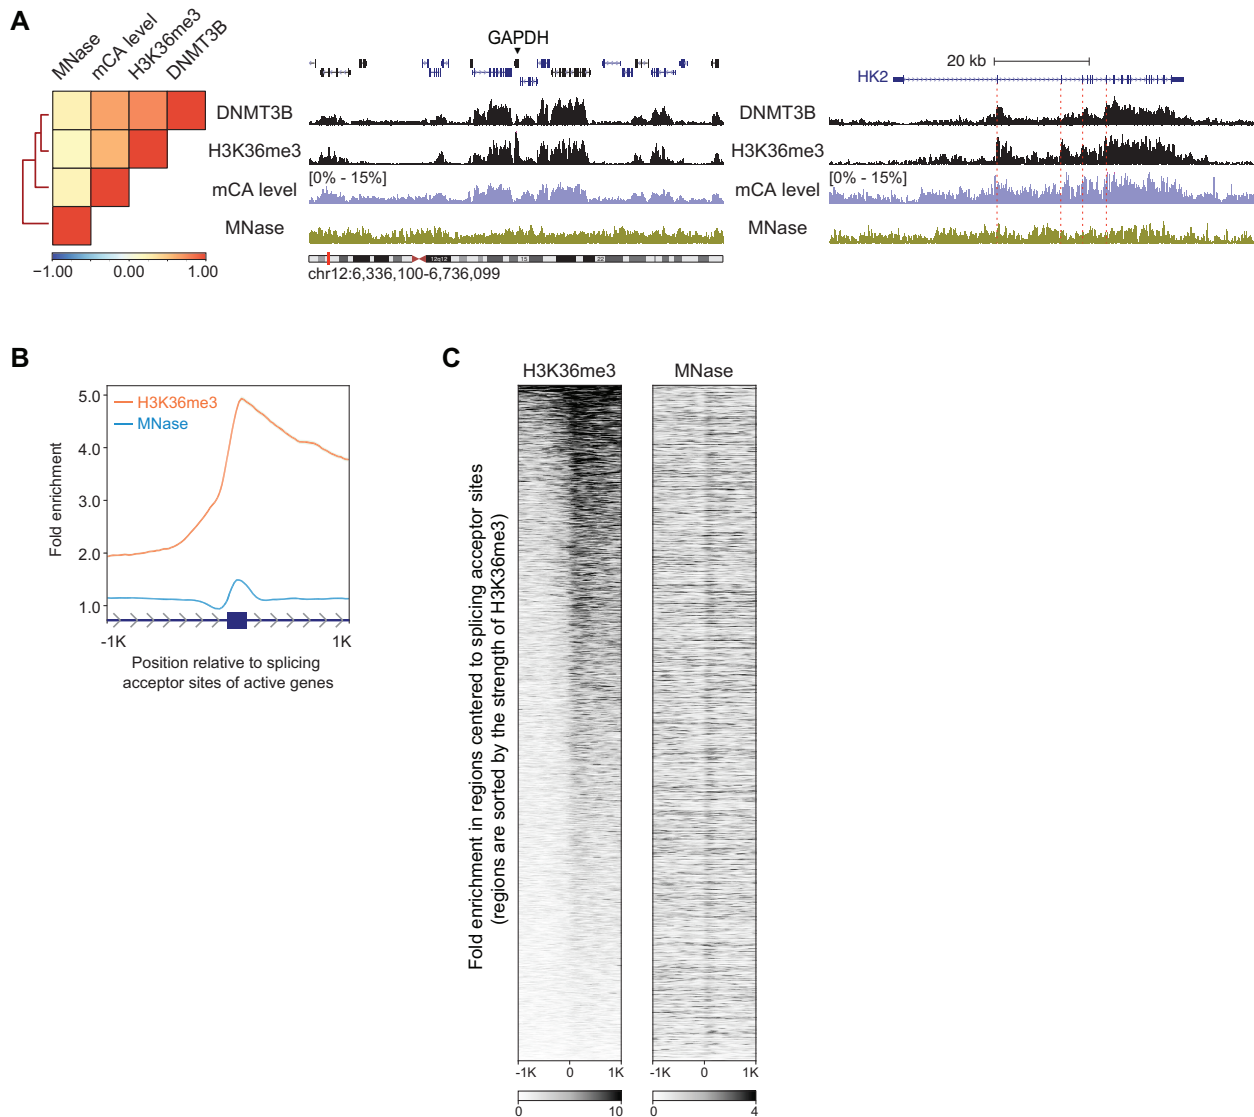 A
MNase
mCA level
H3K36me3
DNMT3B
−1.00
0.00
1.00
GAPDH
DNMT3B
H3K36me3
[0% - 15%]
mCA level
MNase
12q12
15
chr12:6,336,100-6,736,099
20 kb
HK2
DNMT3B
H3K36me3
[0% - 15%]
mCA level
MNase
B
5.0
4.0
3.0
2.0
1.0
Fold enrichment
H3K36me3
MNase
-1K
1K
Position relative to splicing
acceptor sites of active genes
C
H3K36me3
MNase
Fold enrichment in regions centered to splicing acceptor sites
(regions are sorted by the strength of H3K36me3)
-1K
0
1K
-1K
0
1K
0
10
0
4